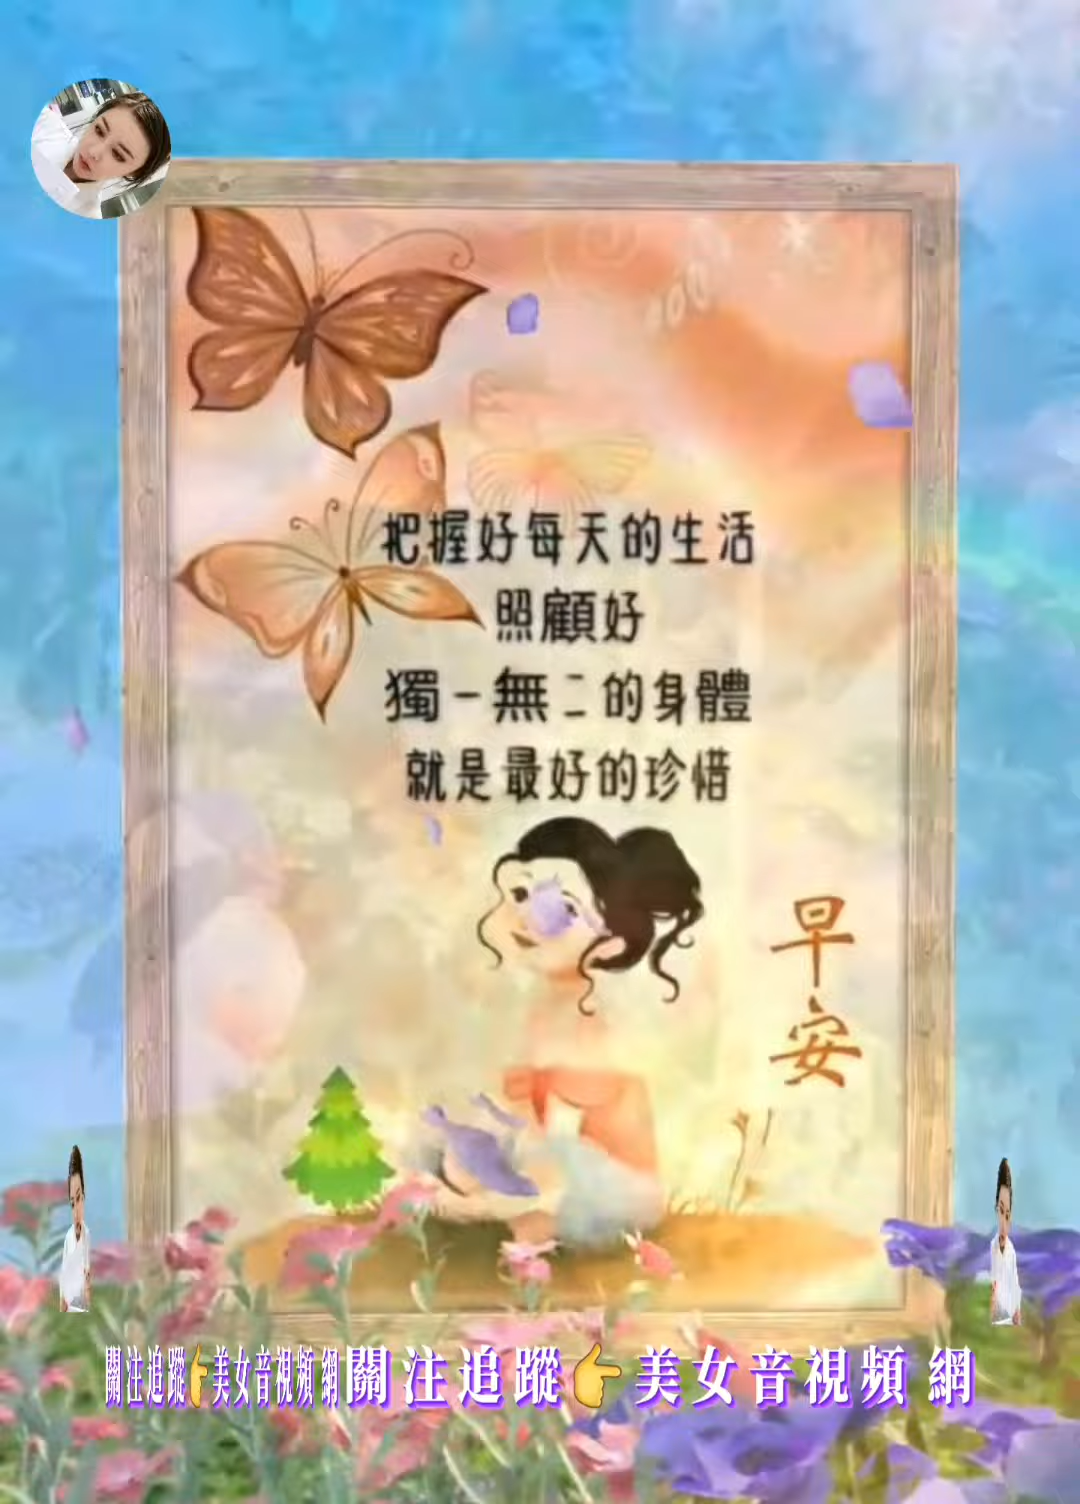 把握好每天的生活
照顧好
獨一無二的身體
就是最好的珍惜
早安
關注追蹤👉美女音視頻 網關注追蹤👉美女音視頻 網